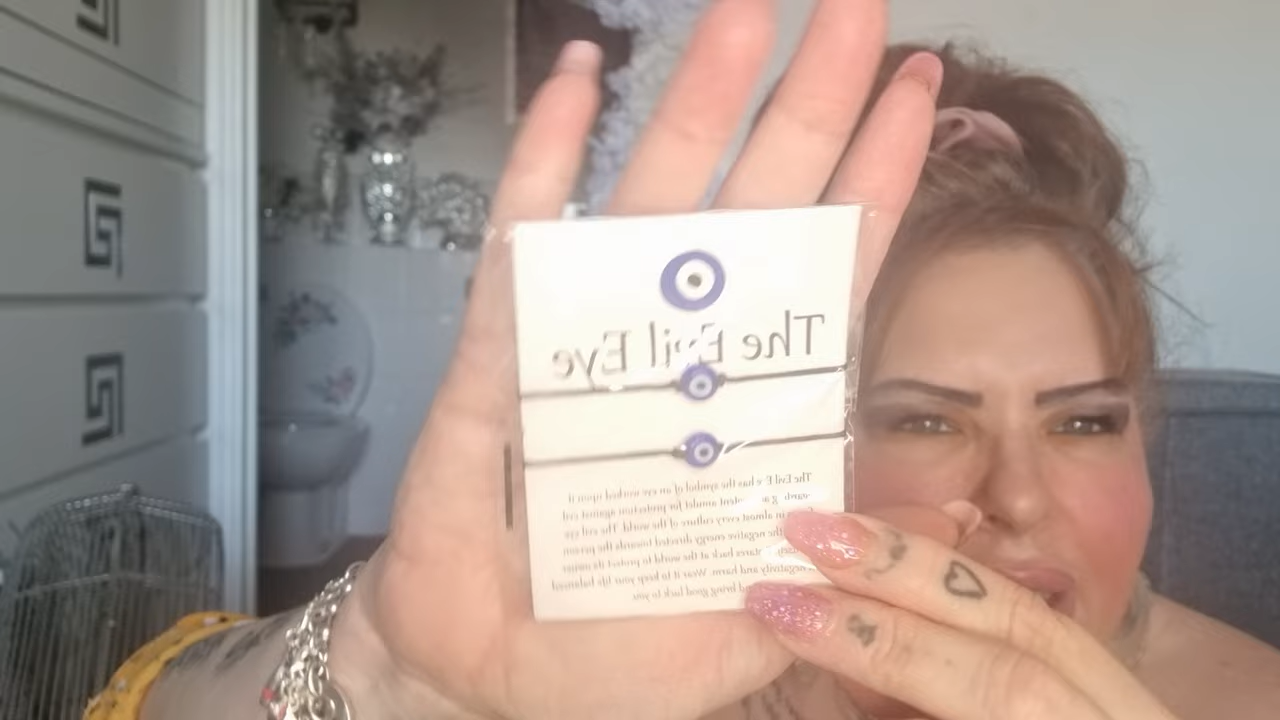 The Evil Eye
The Evil Eye has the symbol of an eye worked upon it
amulet for protection against evil
almost every culture of the world. The evil eye
the negative energy directed towards the person
stares back at the world to protect its owner
negativity and harm. Wear it to keep your life balanced
and bring good luck to you.